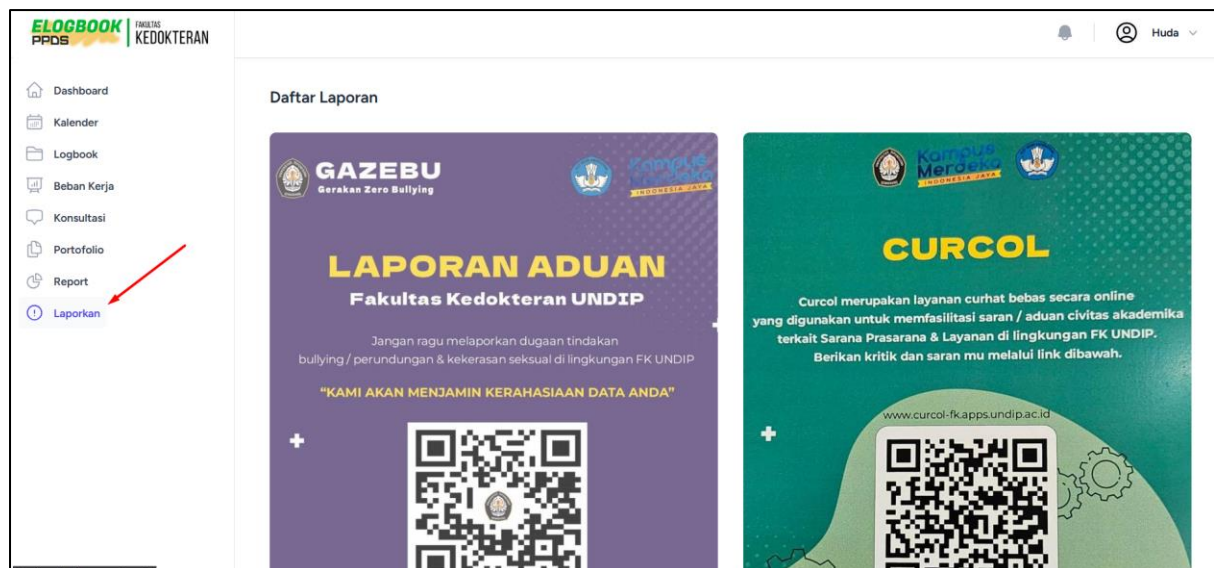 ELOGBOOK
PPDS
FAKULTAS
KEDOKTERAN
Huda
Dashboard
Kalender
Logbook
Beban Kerja
Konsultasi
Portofolio
Report
Laporkan
Daftar Laporan
GAZEBU
Gerakan Zero Bullying
Kampus
Merdeka
INDONESIA JAYA
LAPORAN ADUAN
Fakultas Kedokteran UNDIP
Jangan ragu melaporkan dugaan tindakan
bullying / perundungan & kekerasan seksual di lingkungan FK UNDIP
“KAMI AKAN MENJAMIN KERAHASIAAN DATA ANDA”
Kampus
Merdeka
INDONESIA JAYA
CURCOL
Curcol merupakan layanan curhat bebas secara online
yang digunakan untuk memfasilitasi saran / aduan civitas akademika
terkait Sarana Prasarana & Layanan di lingkungan FK UNDIP.
Berikan kritik dan saran mu melalui link dibawah.
www.curcol-fk.apps.undip.ac.id